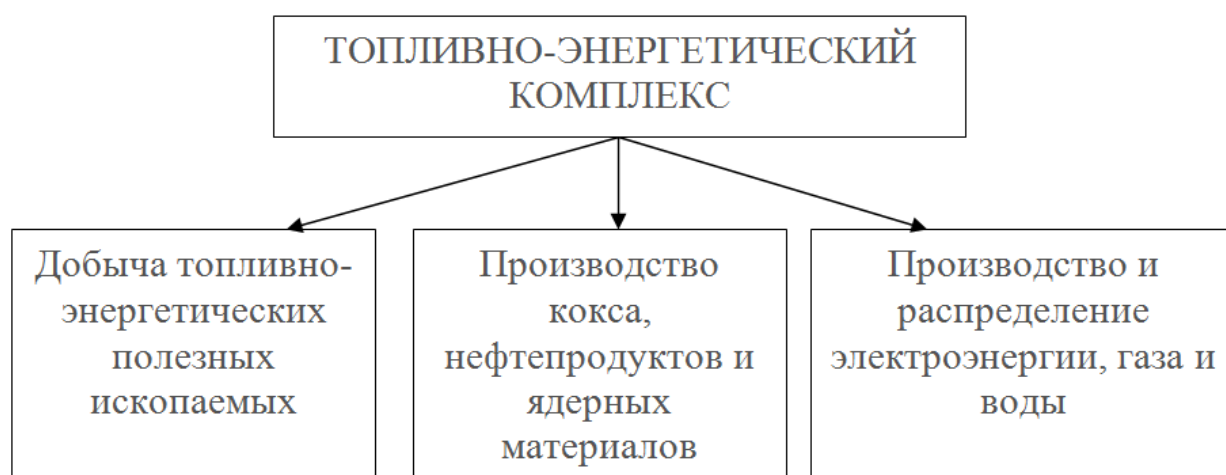 ТОПЛИВНО-ЭНЕРГЕТИЧЕСКИЙ
КОМПЛЕКС
Добыча топливно-
энергетических
полезных
ископаемых
Производство
кокса,
нефтепродуктов и
ядерных
материалов
Производство и
распределение
электроэнергии, газа и
воды